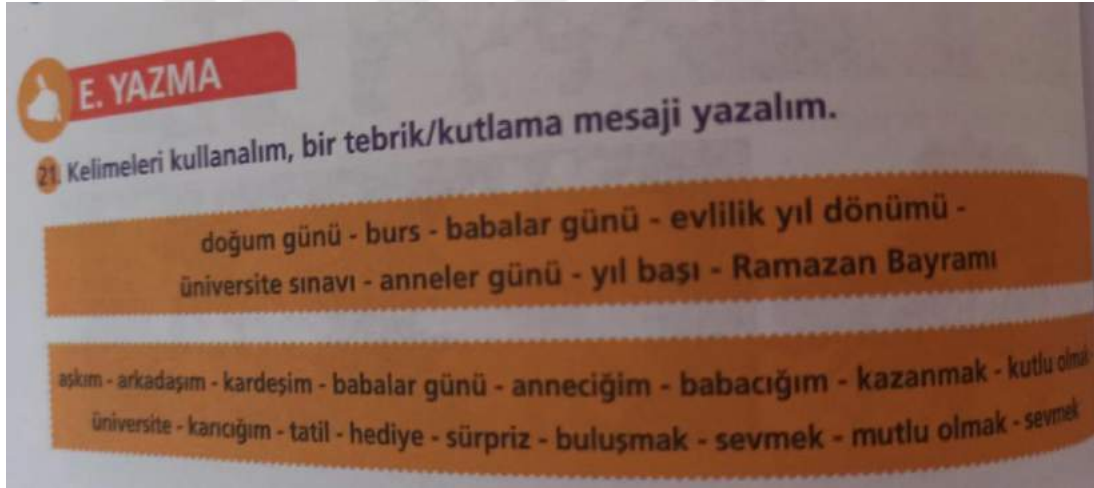 E. YAZMA
21. Kelimeleri kullanalım, bir tebrik/kutlama mesaji yazalım.
doğum günü - burs - babalar günü - evlilik yıl dönümü -
üniversite sınavı - anneler günü - yıl başı - Ramazan Bayramı
aşkım - arkadaşım - kardeşim - babalar günü - anneciğim - babacığım - kazanmak - kutlu olmak -
üniversite - karıcığım - tatil - hediye - sürpriz - buluşmak - sevmek - mutlu olmak - sevmek